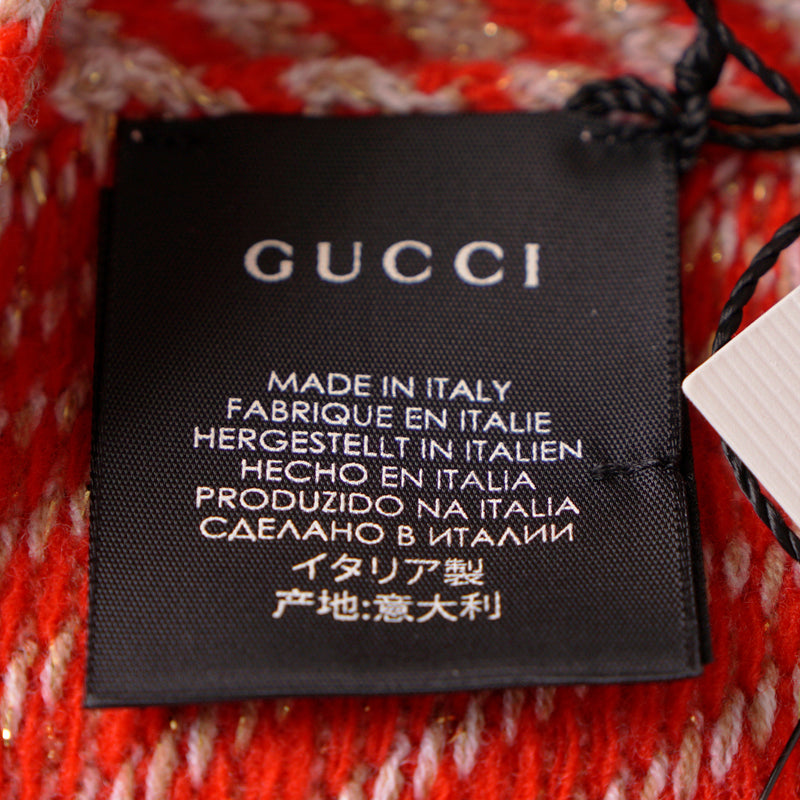 GUCCI
MADE IN ITALY
FABRIQUE EN ITALIE
HERGESTELLT IN ITALIEN
HECHO EN ITALIA
PRODUZIDO NA ITALIA
СДЕЛАНО В ИТАЛИИ
イタリア製
产地:意大利